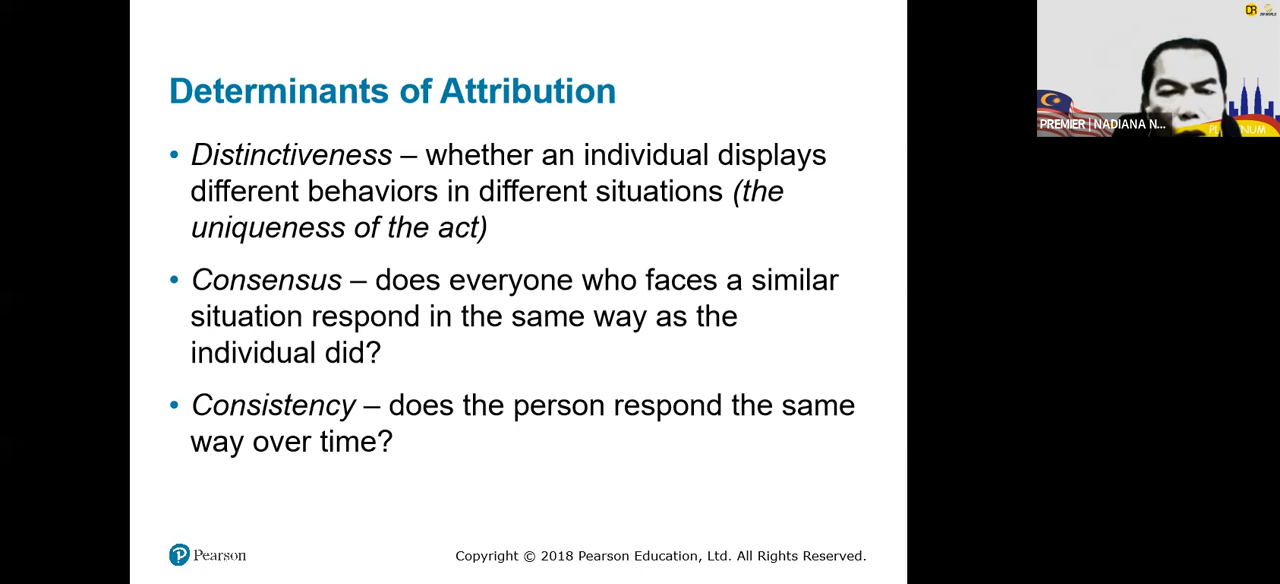 Determinants of Attribution
• Distinctiveness – whether an individual displays
different behaviors in different situations (the
uniqueness of the act)
• Consensus – does everyone who faces a similar
situation respond in the same way as the
individual did?
• Consistency – does the person respond the same
way over time?
Pearson
Copyright © 2018 Pearson Education, Ltd. All Rights Reserved.
DR
PREMIER | NADIANA N...